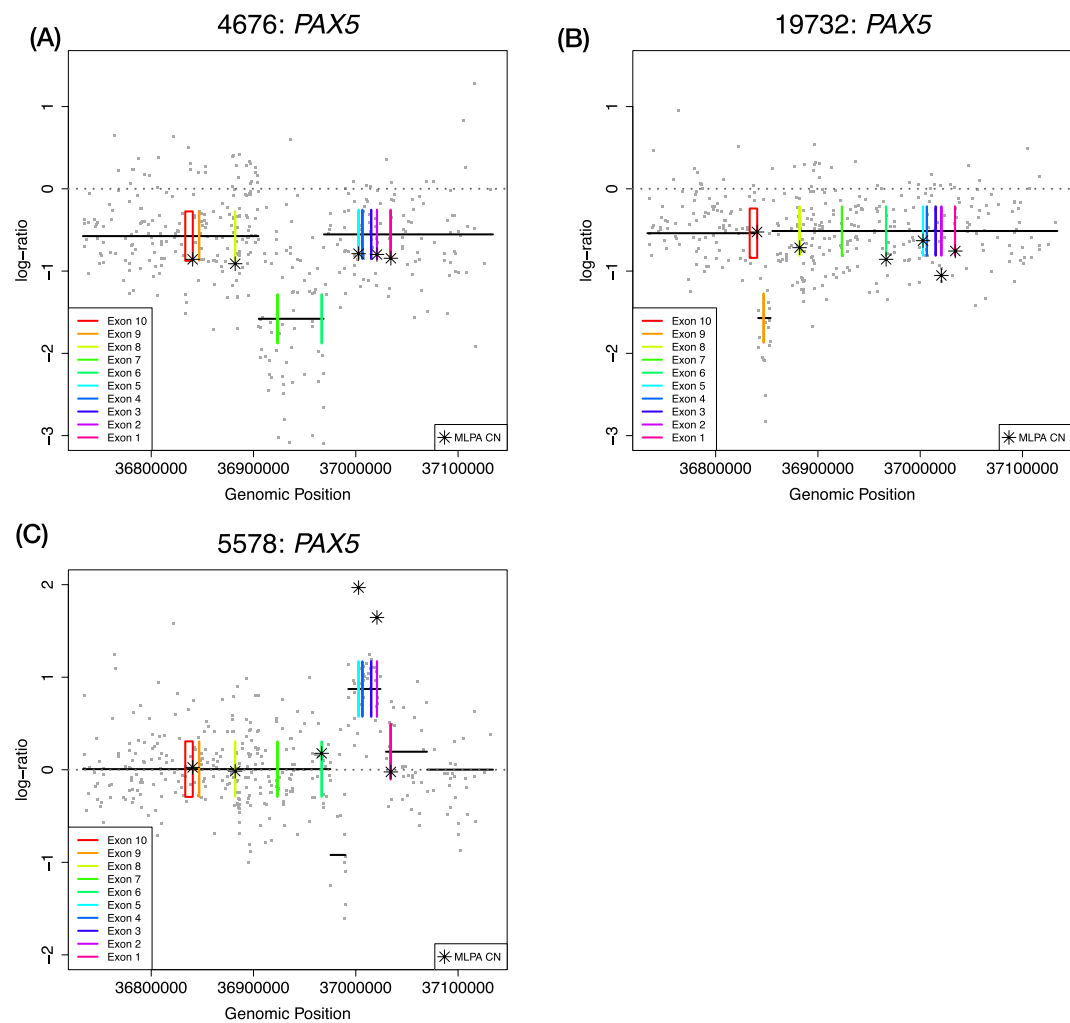 (A)
4676: PAX5
log−ratio
1
0
−1
−2
−3
Exon 10
Exon 9
Exon 8
Exon 7
Exon 6
Exon 5
Exon 4
Exon 3
Exon 2
Exon 1
MLPA CN
36800000 36900000 37000000 37100000
Genomic Position
(B)
19732: PAX5
log−ratio
1
0
−1
−2
−3
Exon 10
Exon 9
Exon 8
Exon 7
Exon 6
Exon 5
Exon 4
Exon 3
Exon 2
Exon 1
MLPA CN
36800000 36900000 37000000 37100000
Genomic Position
(C)
5578: PAX5
log−ratio
2
1
0
−1
−2
Exon 10
Exon 9
Exon 8
Exon 7
Exon 6
Exon 5
Exon 4
Exon 3
Exon 2
Exon 1
MLPA CN
36800000 36900000 37000000 37100000
Genomic Position